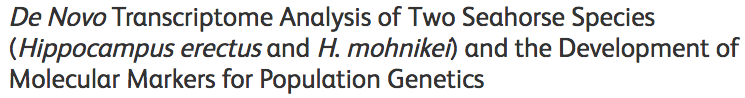 De Novo Transcriptome Analysis of Two Seahorse Species
(Hippocampus erectus and H. mohnikei) and the Development of
Molecular Markers for Population Genetics